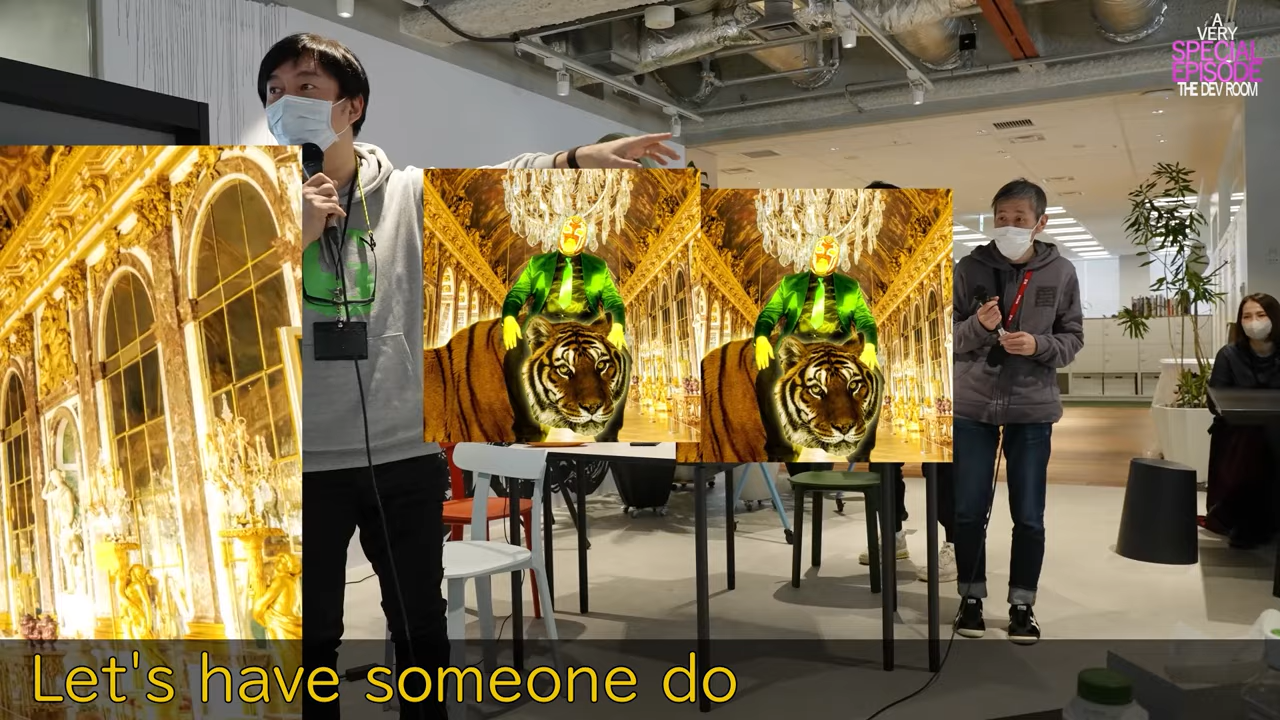 A
VERY
SPECIAL
EPISODE
THE DEV ROOM
Let's have someone do